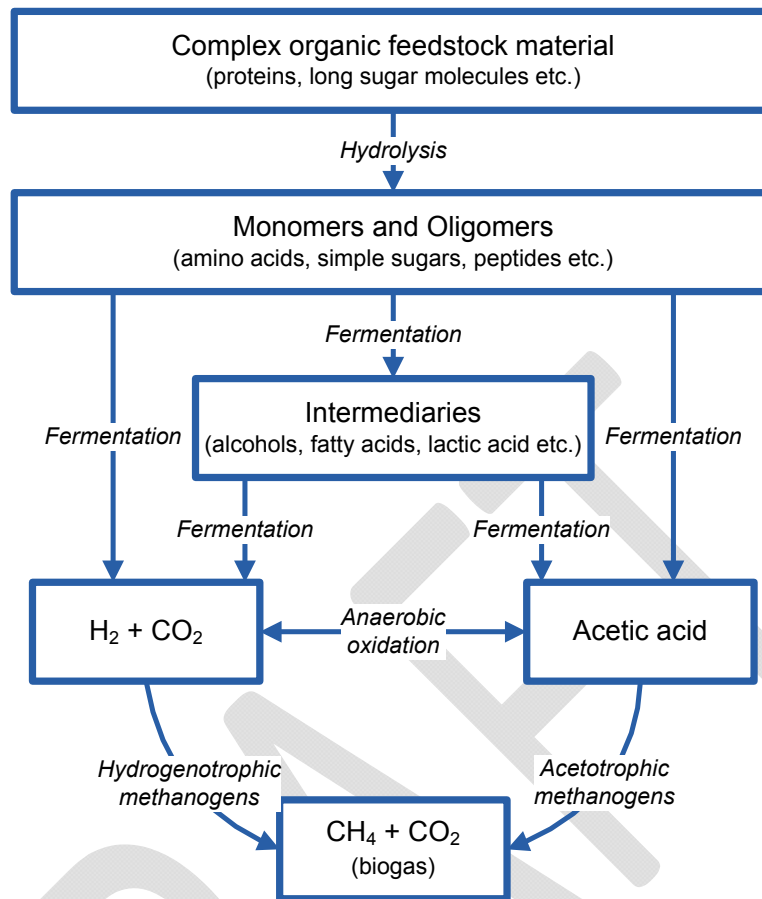 Complex organic feedstock material
(proteins, long sugar molecules etc.)
Hydrolysis
Monomers and Oligomers
(amino acids, simple sugars, peptides etc.)
Fermentation
Intermediaries
(alcohols, fatty acids, lactic acid etc.)
Fermentation
Fermentation
Fermentation
Fermentation
H₂ + CO₂
Anaerobic
oxidation
Acetic acid
Hydrogenotrophic
methanogens
Acetotrophic
methanogens
CH₄ + CO₂
(biogas)